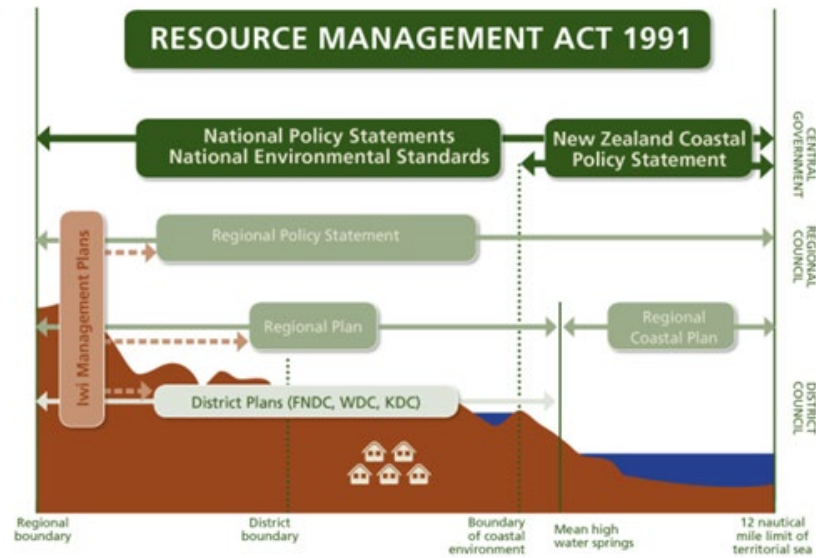 RESOURCE MANAGEMENT ACT 1991
National Policy Statements
National Environmental Standards
New Zealand Coastal
Policy Statement
CENTRAL
GOVERNMENT
Iwi Management Plans
Regional Policy Statement
REGIONAL
COUNCIL
Regional Plan
Regional
Coastal Plan
District Plans (FNDC, WDC, KDC)
DISTRICT
COUNCIL
Regional
boundary
District
boundary
Boundary
of coastal
environment
Mean high
water springs
12 nautical
mile limit of
territorial sea